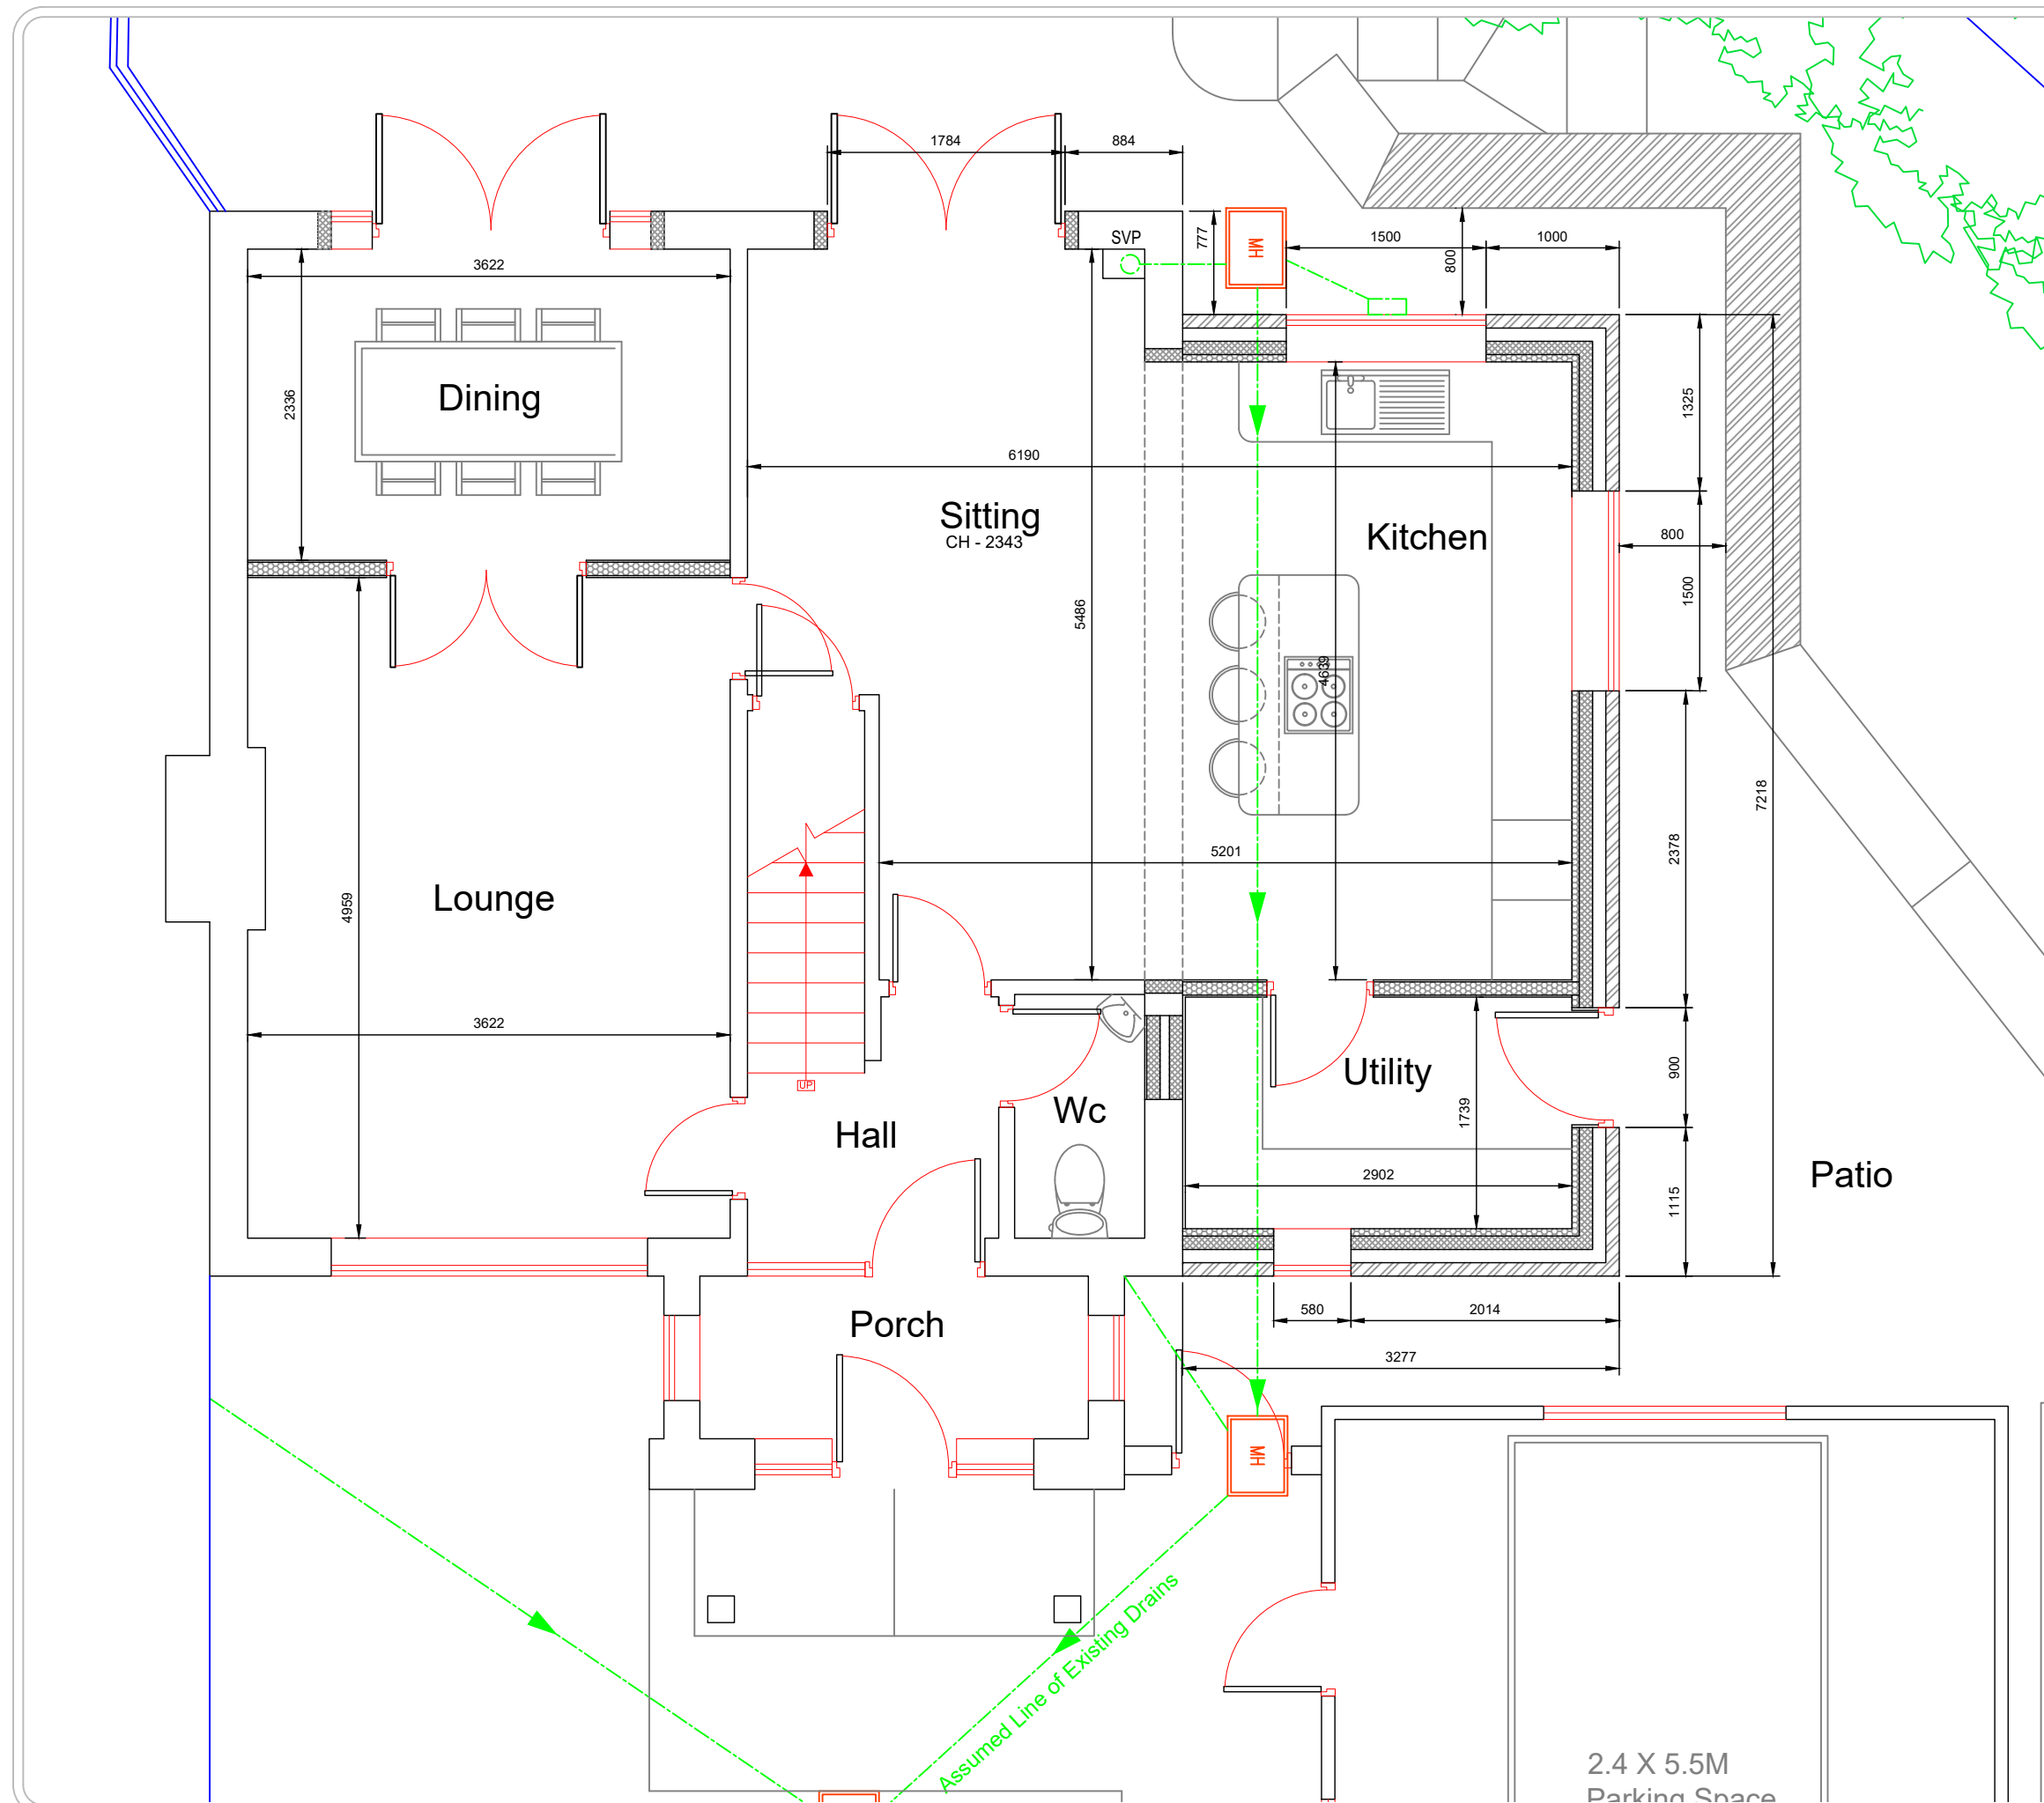 1784
884
SVP
777
MH
1500
1000
800
3622
Dining
2336
1325
6190
Sitting
CH - 2343
Kitchen
800
1500
5486
4639
7218
2378
5201
Lounge
4959
3622
UP
Utility
900
Wc
Hall
1739
2902
1115
Patio
580
2014
Porch
3277
MH
Assumed Line of Existing Drains
2.4 X 5.5M
Parking Space